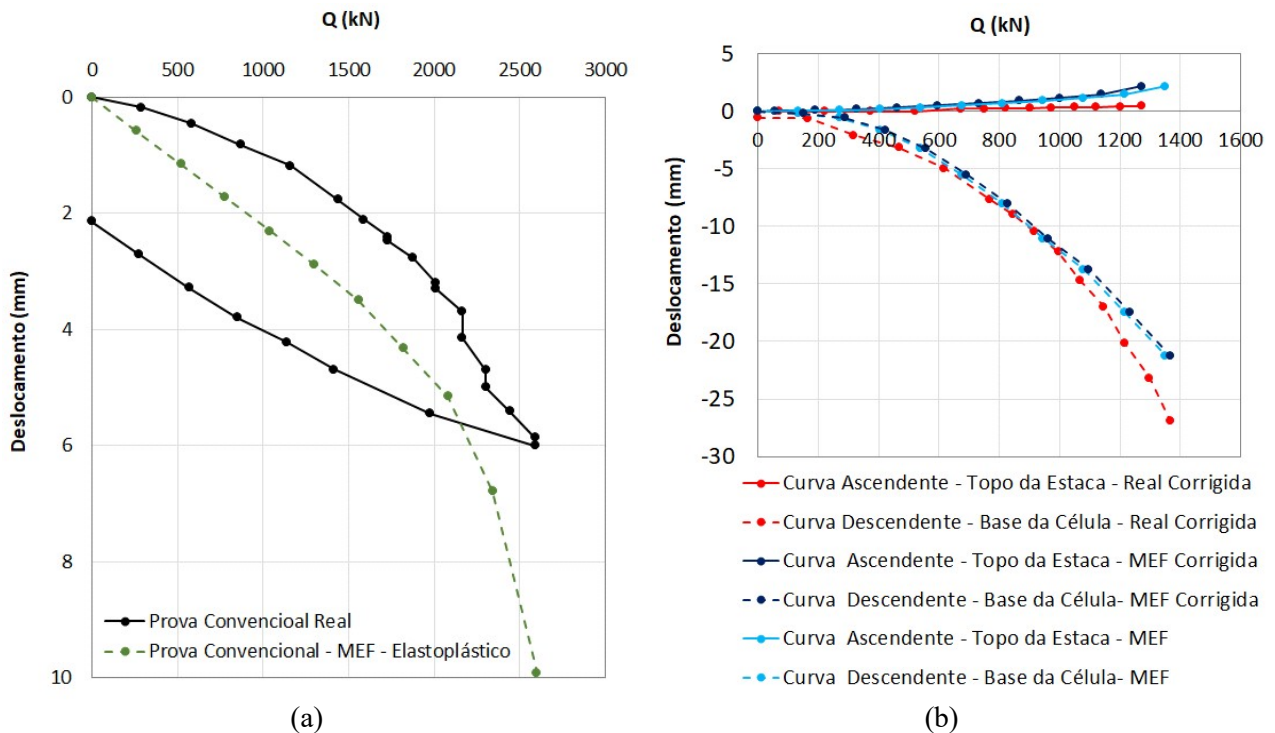 Q (kN)
0 500 1000 1500 2000 2500 3000
0
2
4
6
8
10
Deslocamento (mm)
Prova Convencioal Real
Prova Convencional - MEF - Elastoplástico
(a)
Q (kN)
5
0
-5
-10
-15
-20
-25
-30
0 200 400 600 800 1000 1200 1400 1600
Deslocamento (mm)
Curva Ascendente - Topo da Estaca - Real Corrigida
Curva Descendente - Base da Célula - Real Corrigida
Curva Ascendente - Topo da Estaca - MEF Corrigida
Curva Descendente - Base da Célula- MEF Corrigida
Curva Ascendente - Topo da Estaca - MEF
Curva Descendente - Base da Célula- MEF
(b)